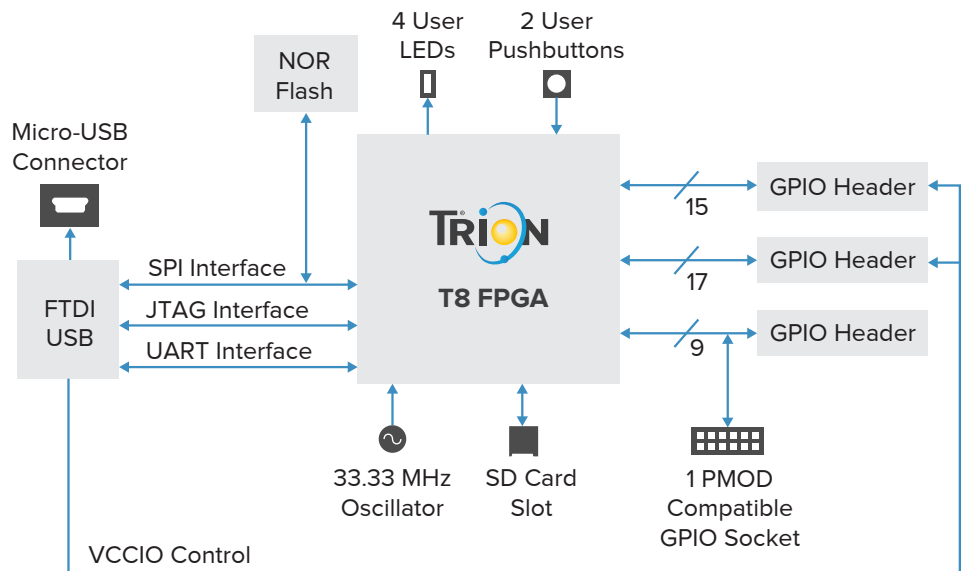 4 User
LEDs
2 User
Pushbuttons
NOR
Flash
Micro-USB
Connector
TRION®
T8 FPGA
15
GPIO Header
17
GPIO Header
9
GPIO Header
SPI Interface
FTDI
USB
JTAG Interface
UART Interface
33.33 MHz
Oscillator
SD Card
Slot
1 PMOD
Compatible
GPIO Socket
VCCIO Control